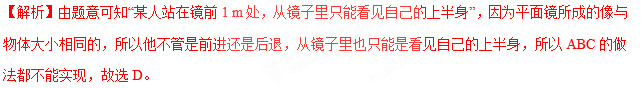 【解析】由题意可知“某人站在镜前 1 m 处，从镜子里只能看见自己的上半身”，因为平面镜所成的像与
物体大小相同的，所以他不管是前进还是后退，从镜子里也只能是看见自己的上半身，所以 ABC 的做
法都不能实现，故选 D。